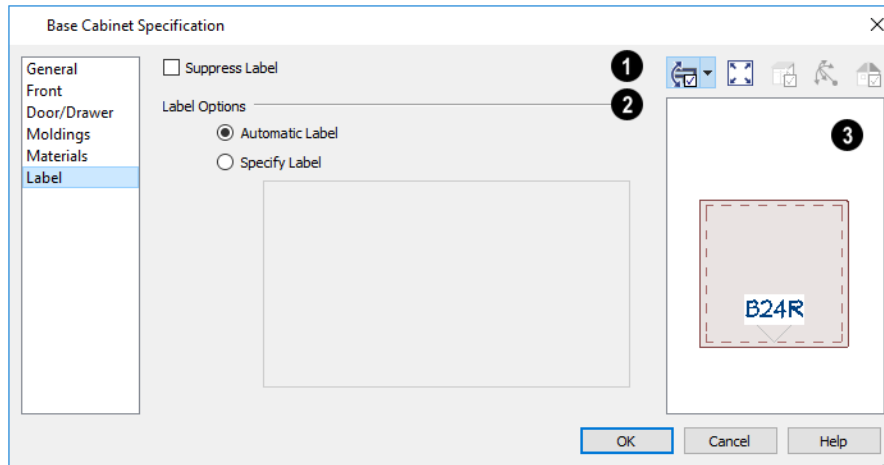 Base Cabinet Specification
General
Front
Door/Drawer
Moldings
Materials
Label
Suppress Label
1
Label Options
2
Automatic Label
Specify Label
3
B24R
OK
Cancel
Help